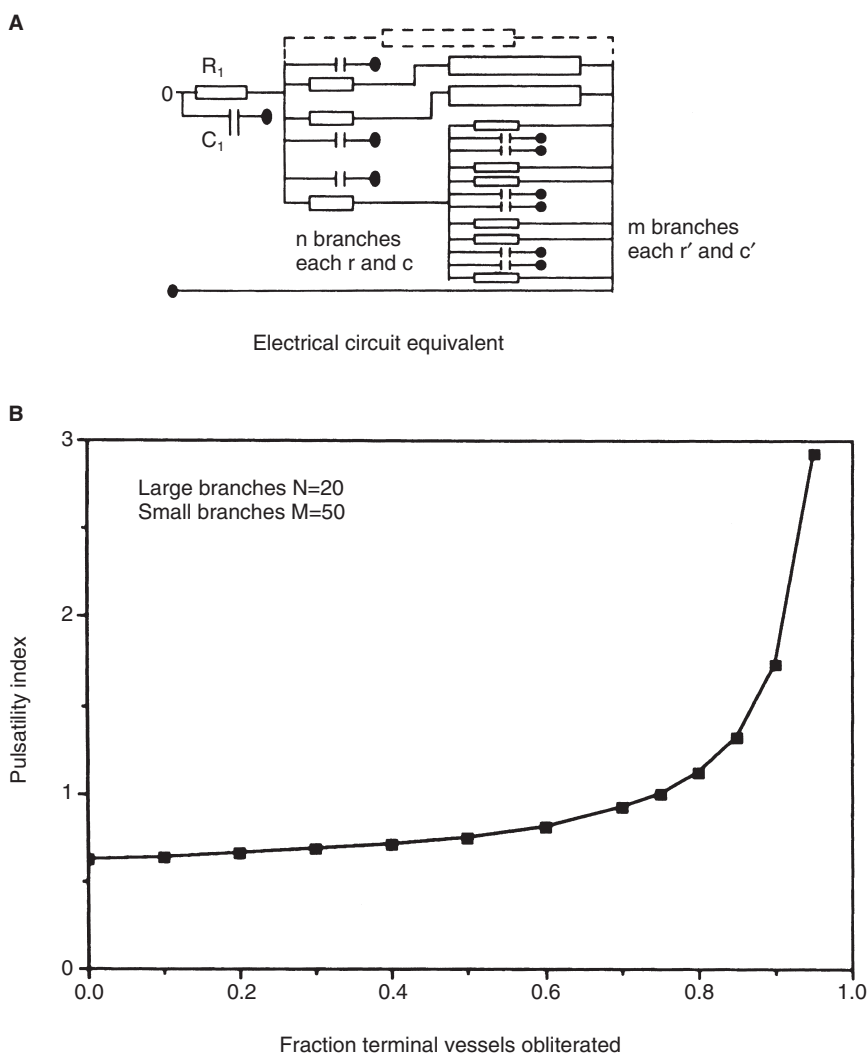 A
R₁
0
C₁
n branches
each r and c
m branches
each r′ and c′
Electrical circuit equivalent
B
3
Large branches N=20
Small branches M=50
2
Pulsatility index
1
0
0.0
0.2
0.4
0.6
0.8
1.0
Fraction terminal vessels obliterated